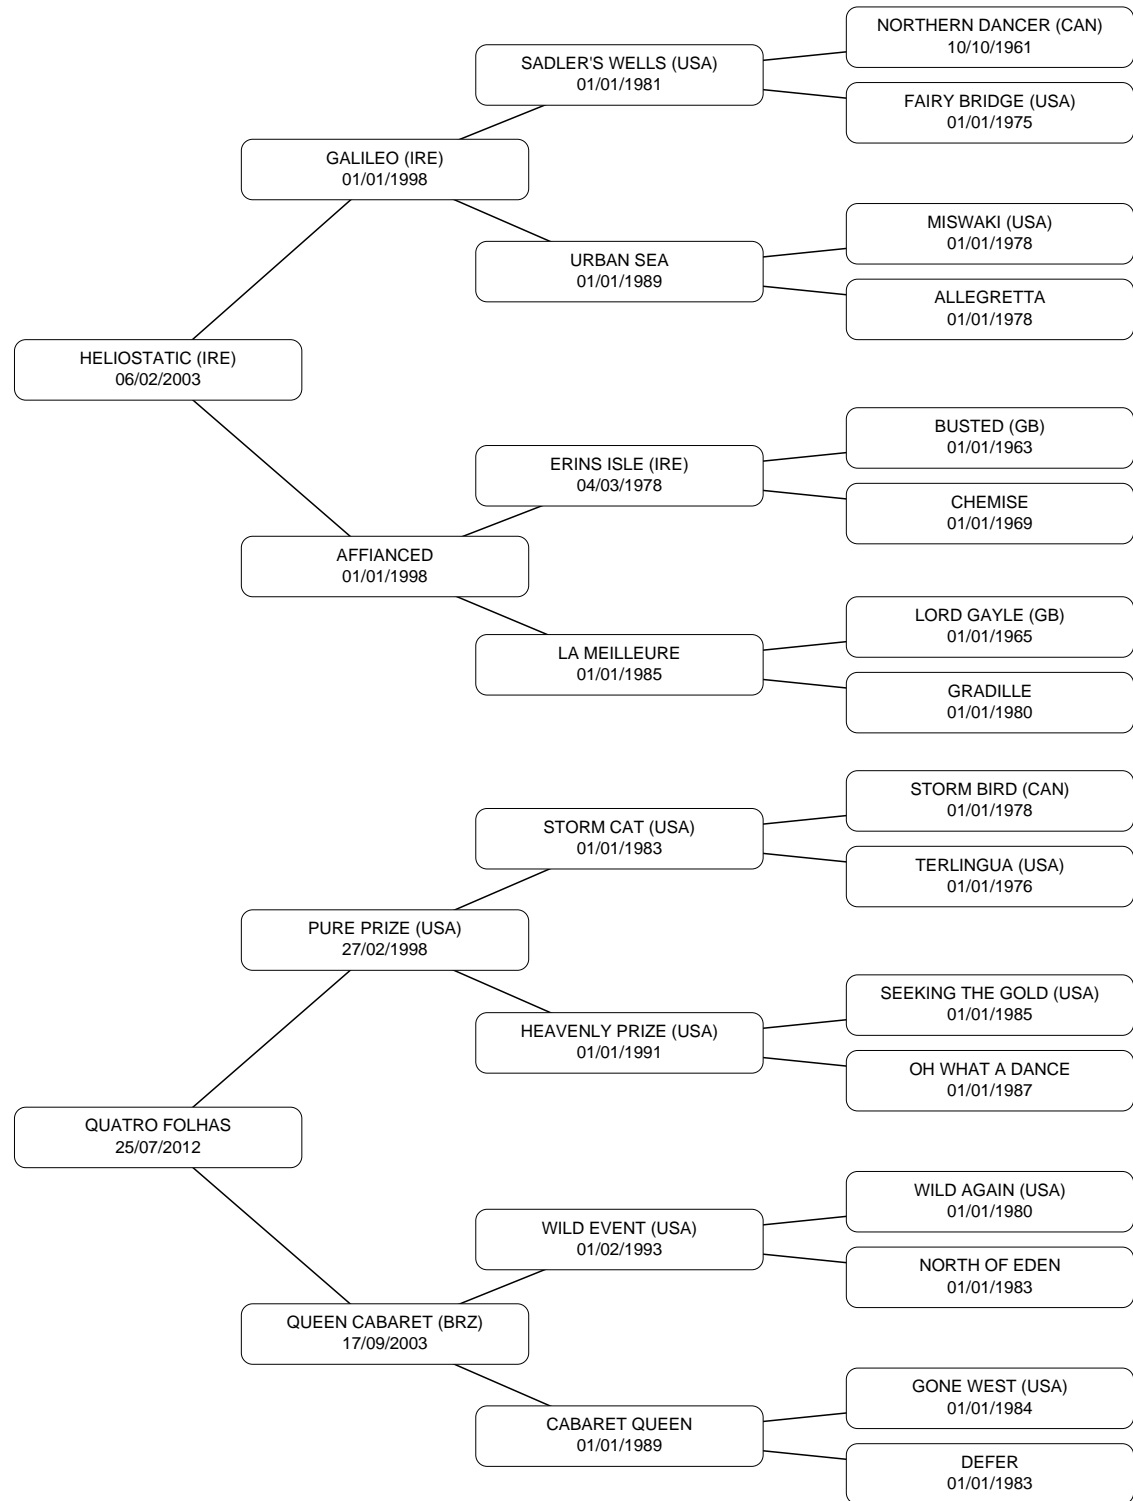 NORTHERN DANCER (CAN)
10/10/1961
SADLER'S WELLS (USA)
01/01/1981
FAIRY BRIDGE (USA)
01/01/1975
GALILEO (IRE)
01/01/1998
MISWAKI (USA)
01/01/1978
URBAN SEA
01/01/1989
ALLEGRETTA
01/01/1978
HELIOSTATIC (IRE)
06/02/2003
BUSTED (GB)
01/01/1963
ERINS ISLE (IRE)
04/03/1978
CHEMISE
01/01/1969
AFFIANCED
01/01/1998
LORD GAYLE (GB)
01/01/1965
LA MEILLEURE
01/01/1985
GRADILLE
01/01/1980
STORM BIRD (CAN)
01/01/1978
STORM CAT (USA)
01/01/1983
TERLINGUA (USA)
01/01/1976
PURE PRIZE (USA)
27/02/1998
SEEKING THE GOLD (USA)
01/01/1985
HEAVENLY PRIZE (USA)
01/01/1991
OH WHAT A DANCE
01/01/1987
QUATRO FOLHAS
25/07/2012
WILD AGAIN (USA)
01/01/1980
WILD EVENT (USA)
01/02/1993
NORTH OF EDEN
01/01/1983
QUEEN CABARET (BRZ)
17/09/2003
GONE WEST (USA)
01/01/1984
CABARET QUEEN
01/01/1989
DEFER
01/01/1983